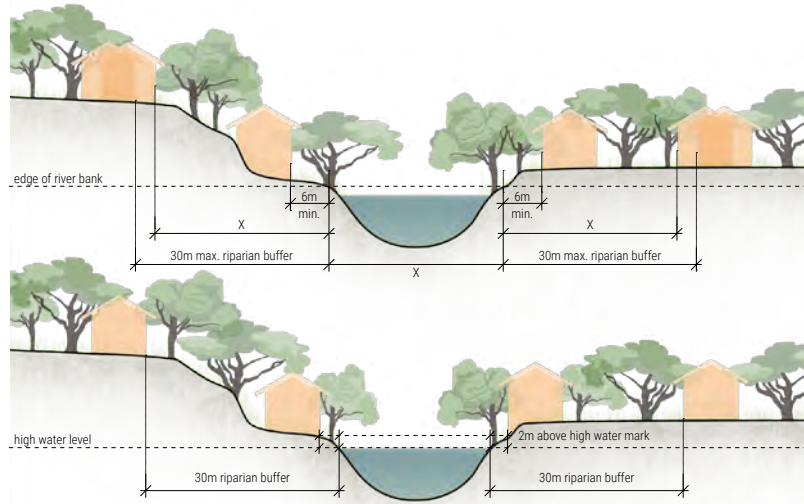 edge of river bank
6m
min.
6m
min.
X
X
30m max. riparian buffer
30m max. riparian buffer
X
high water level
2m above high water mark
30m riparian buffer
30m riparian buffer